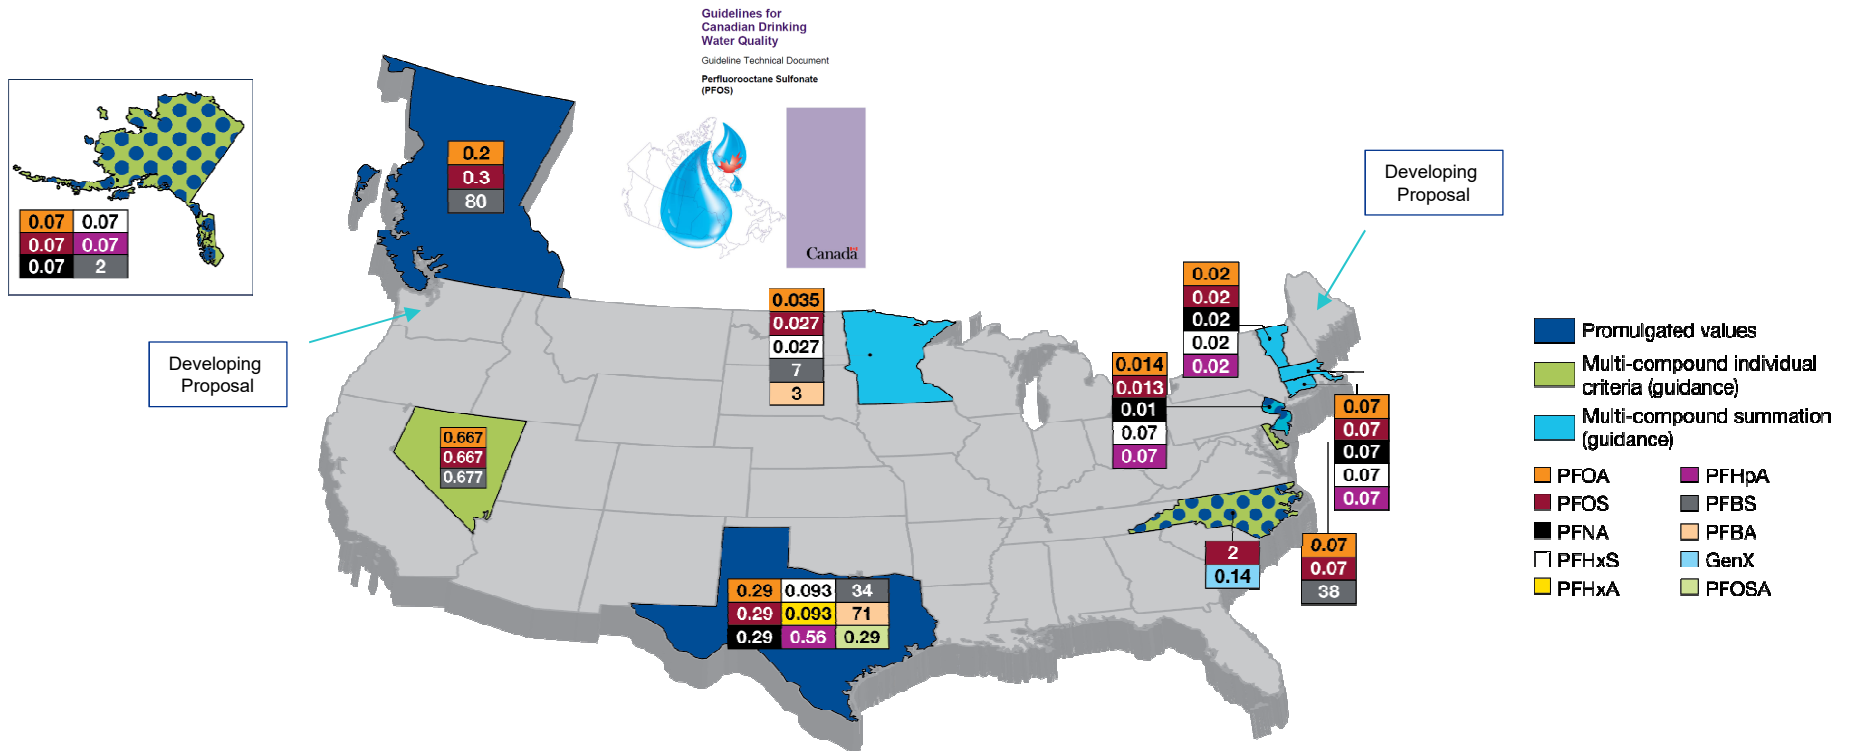 Guidelines for
Canadian Drinking
Water Quality
Guideline Technical Document
Perfluorooctane Sulfonate
(PFOS)
Canada
0.07 0.07
0.07 0.07
0.07 2
0.2
0.3
80
Developing
Proposal
Developing
Proposal
0.667
0.667
0.677
0.035
0.027
0.027
7
3
0.02
0.02
0.02
0.02
0.02
0.014
0.013
0.01
0.07
0.07
0.07
0.07
0.07
0.07
0.07
2
0.14
0.07
0.07
38
0.29 0.093 34
0.29 0.093 71
0.29 0.56 0.29
Promulgated values
Multi-compound individual
criteria (guidance)
Multi-compound summation
(guidance)
PFOA PFHpA
PFOS PFBS
PFNA PFBA
PFHxS GenX
PFHxA PFOSA